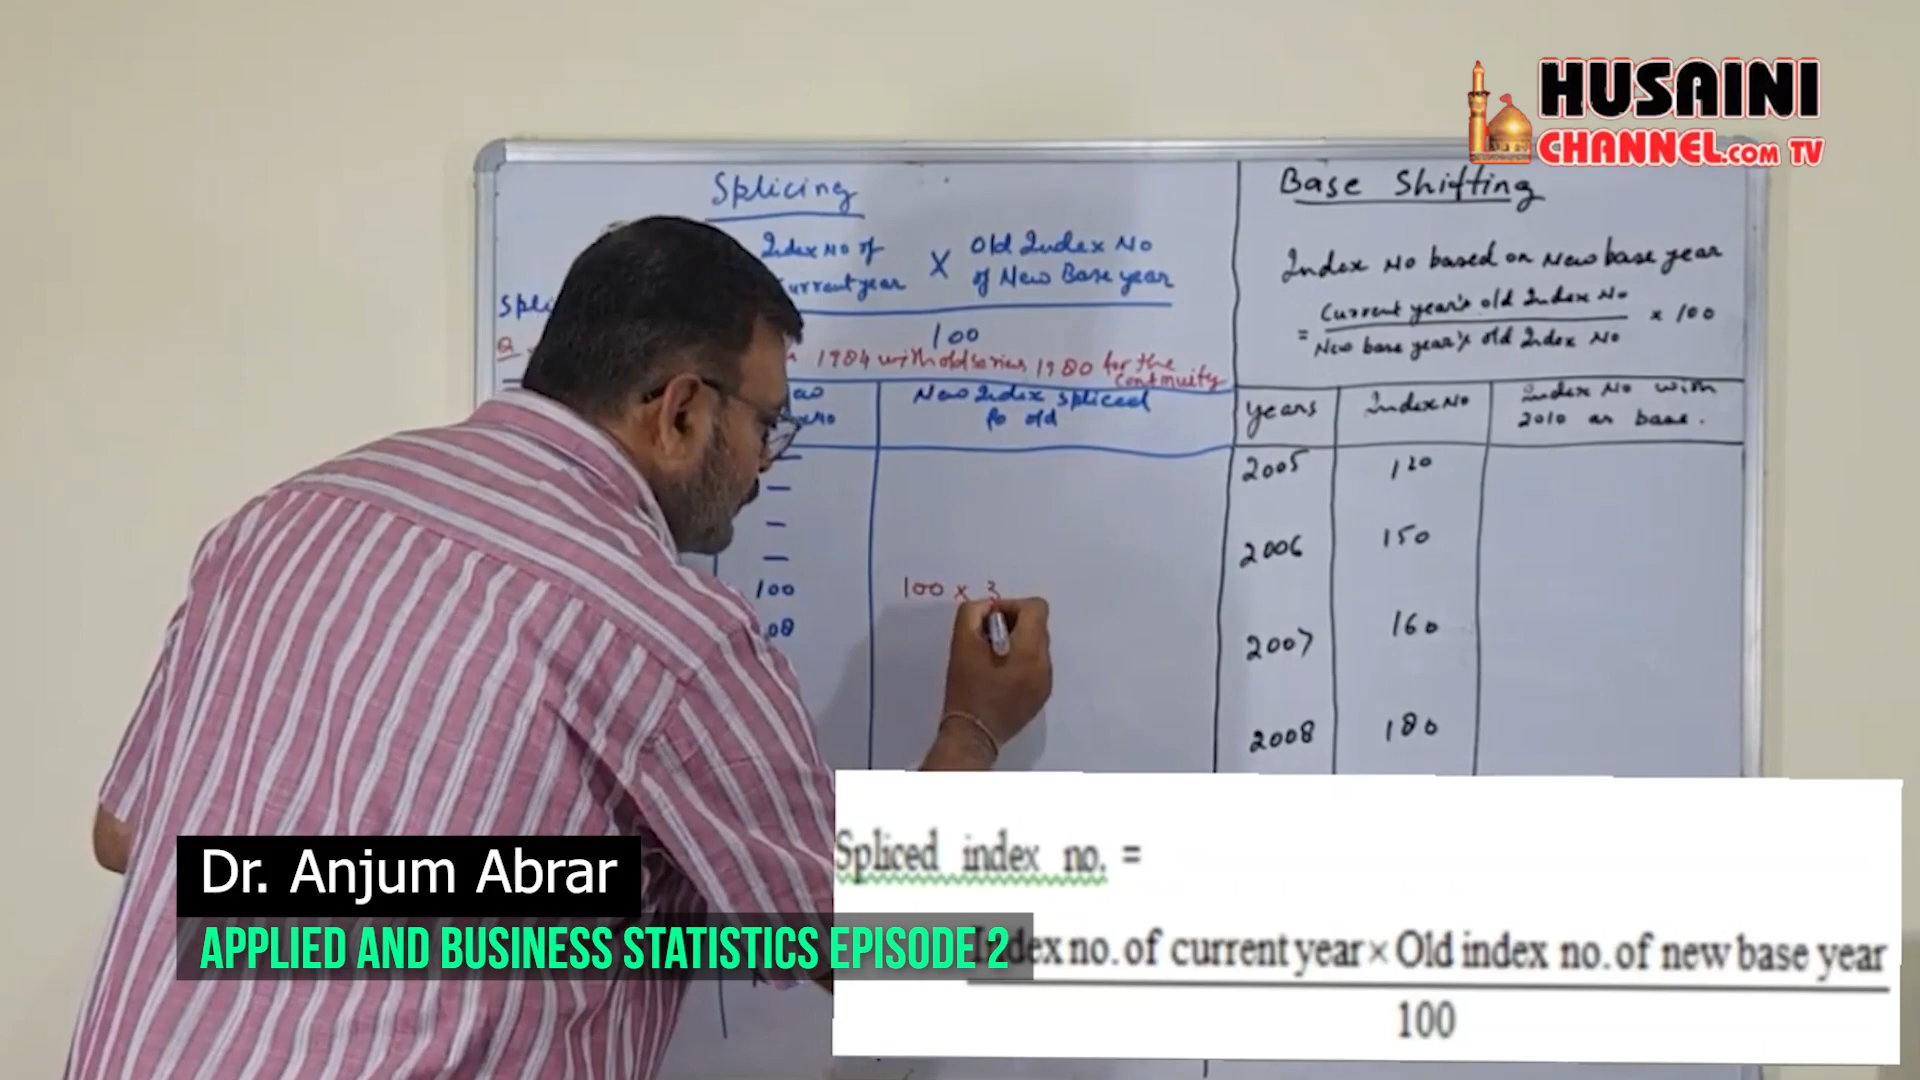 HUSAINI
CHANNEL.COM TV
Splicing
Index No of
Current year × Old Index No
of New Base year
100
Q
1984 with old series 1980 for the
continuity
New Index Spliced
to old
—
—
—
—
100
100 × 3
Base Shifting
Index No based on New base year
= Current year's old Index No × 100
New base year's old Index No
years Index No Index No with
2010 as base.
2005 120
2006 150
2007 160
2008 180
Dr. Anjum Abrar
APPLIED AND BUSINESS STATISTICS EPISODE 2
Spliced index no. =
Index no. of current year × Old index no. of new base year
100